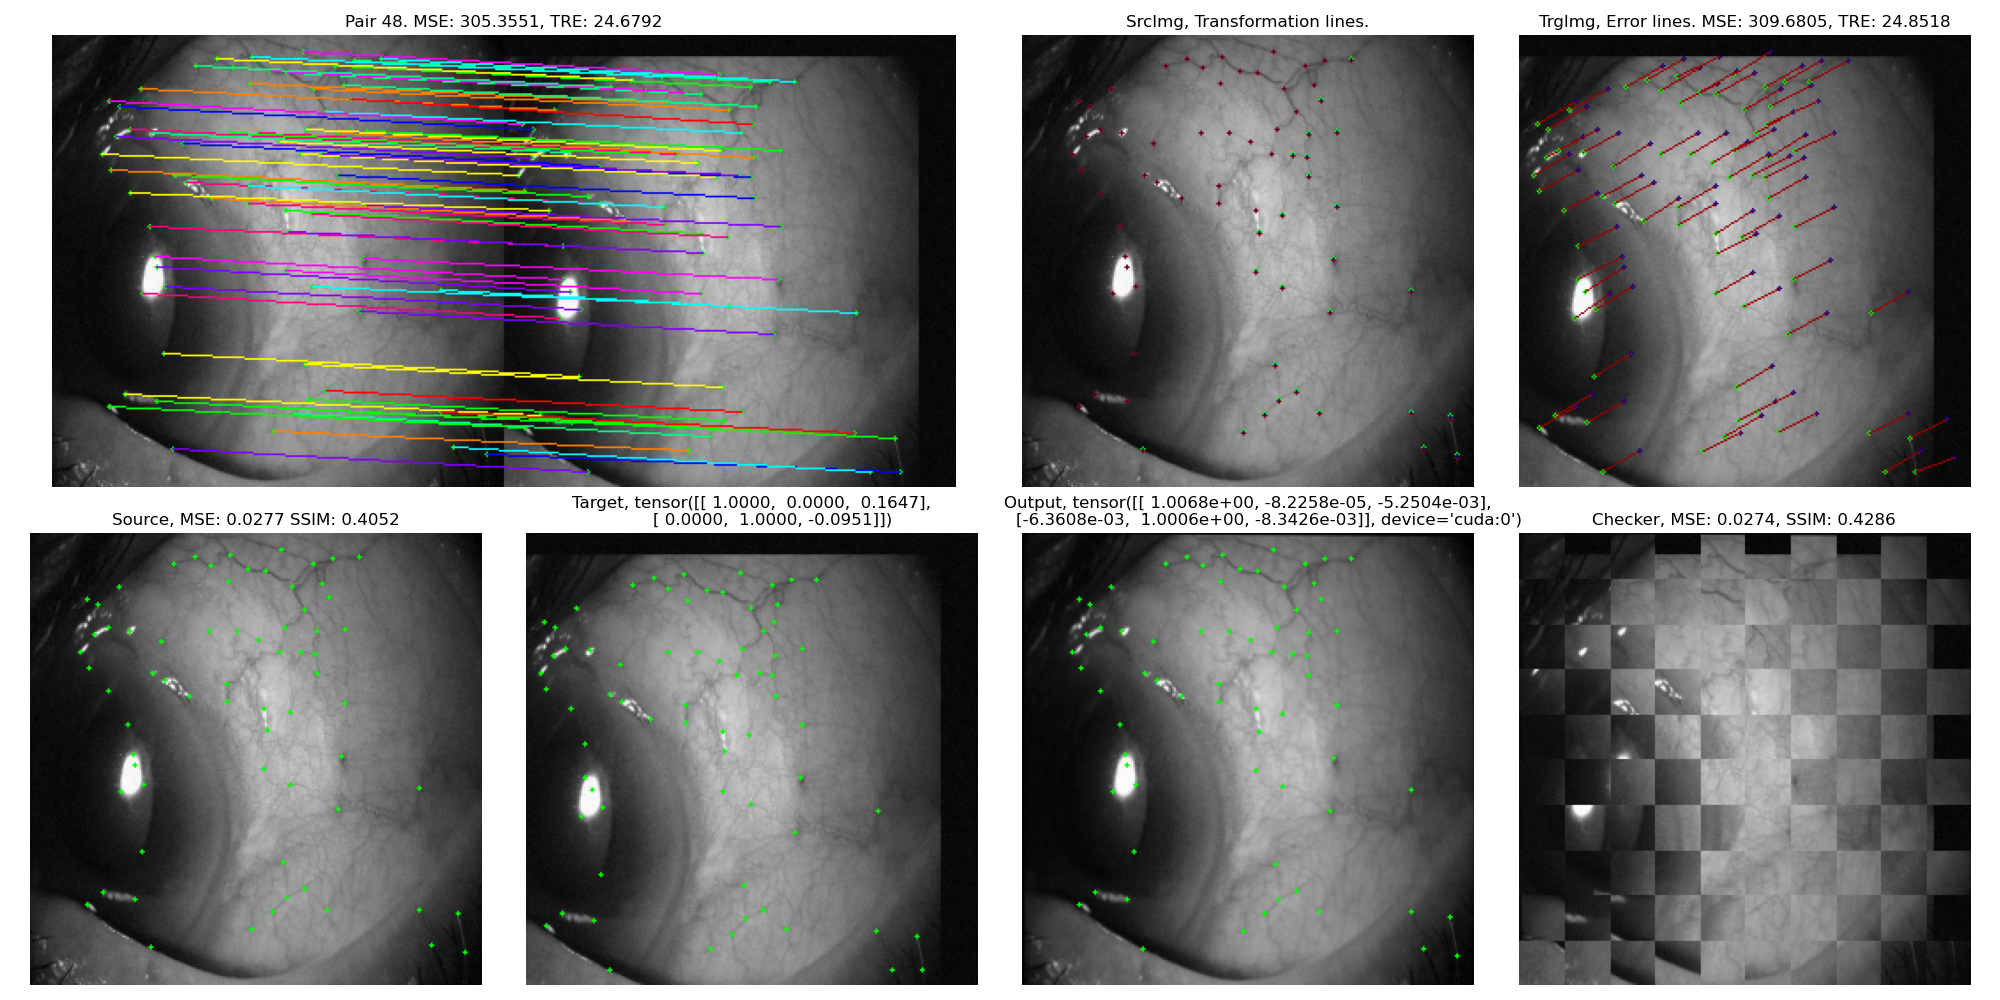 Pair 48. MSE: 305.3551, TRE: 24.6792
SrcImg, Transformation lines.
TrgImg, Error lines. MSE: 309.6805, TRE: 24.8518
Source, MSE: 0.0277 SSIM: 0.4052
Target, tensor([[ 1.0000,  0.0000,  0.1647],
[ 0.0000,  1.0000, -0.0951]])
Output, tensor([[ 1.0068e+00, -8.2258e-05, -5.2504e-03],
[-6.3608e-03,  1.0006e+00, -8.3426e-03]], device='cuda:0')
Checker, MSE: 0.0274, SSIM: 0.4286